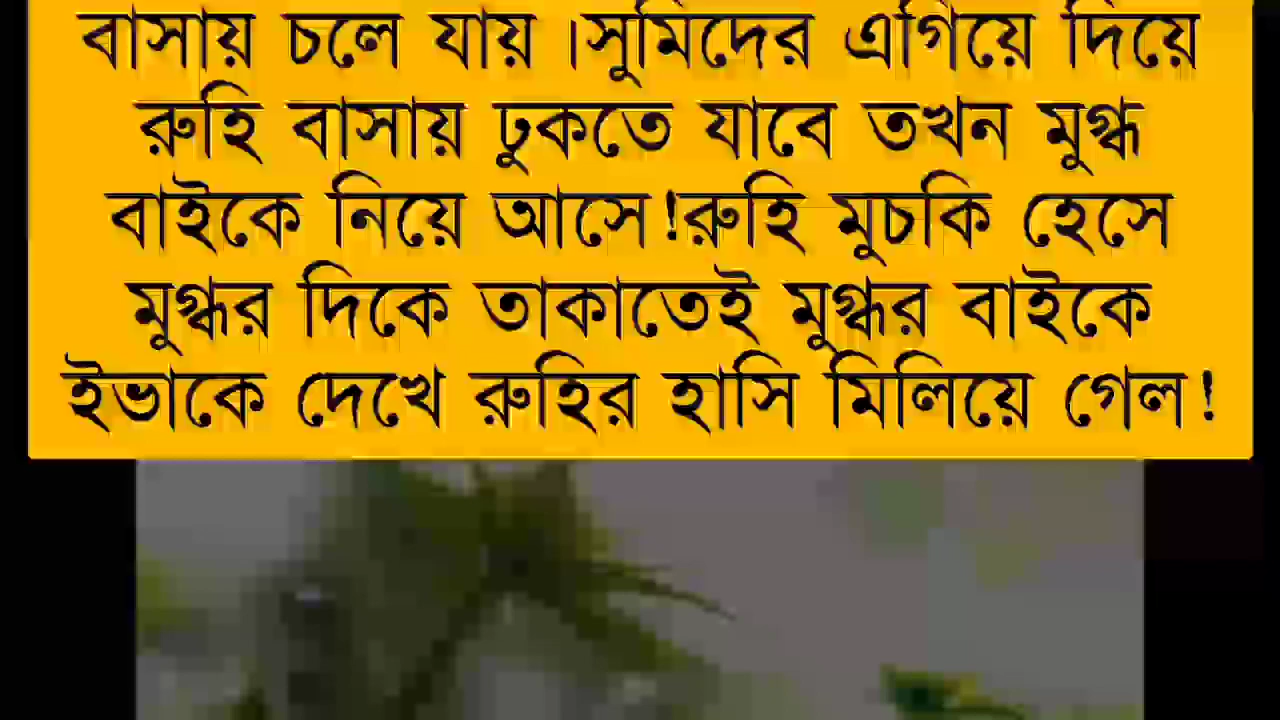 বাসায় চলে যায়।সুমিদের এগিয়ে দিয়ে
রুহি বাসায় ঢুকতে যাবে তখন মুগ্ধ
বাইকে নিয়ে আসে!রুহি মুচকি হেসে
মুগ্ধর দিকে তাকাতেই মুগ্ধর বাইকে
ইভাকে দেখে রুহির হাসি মিলিয়ে গেল!